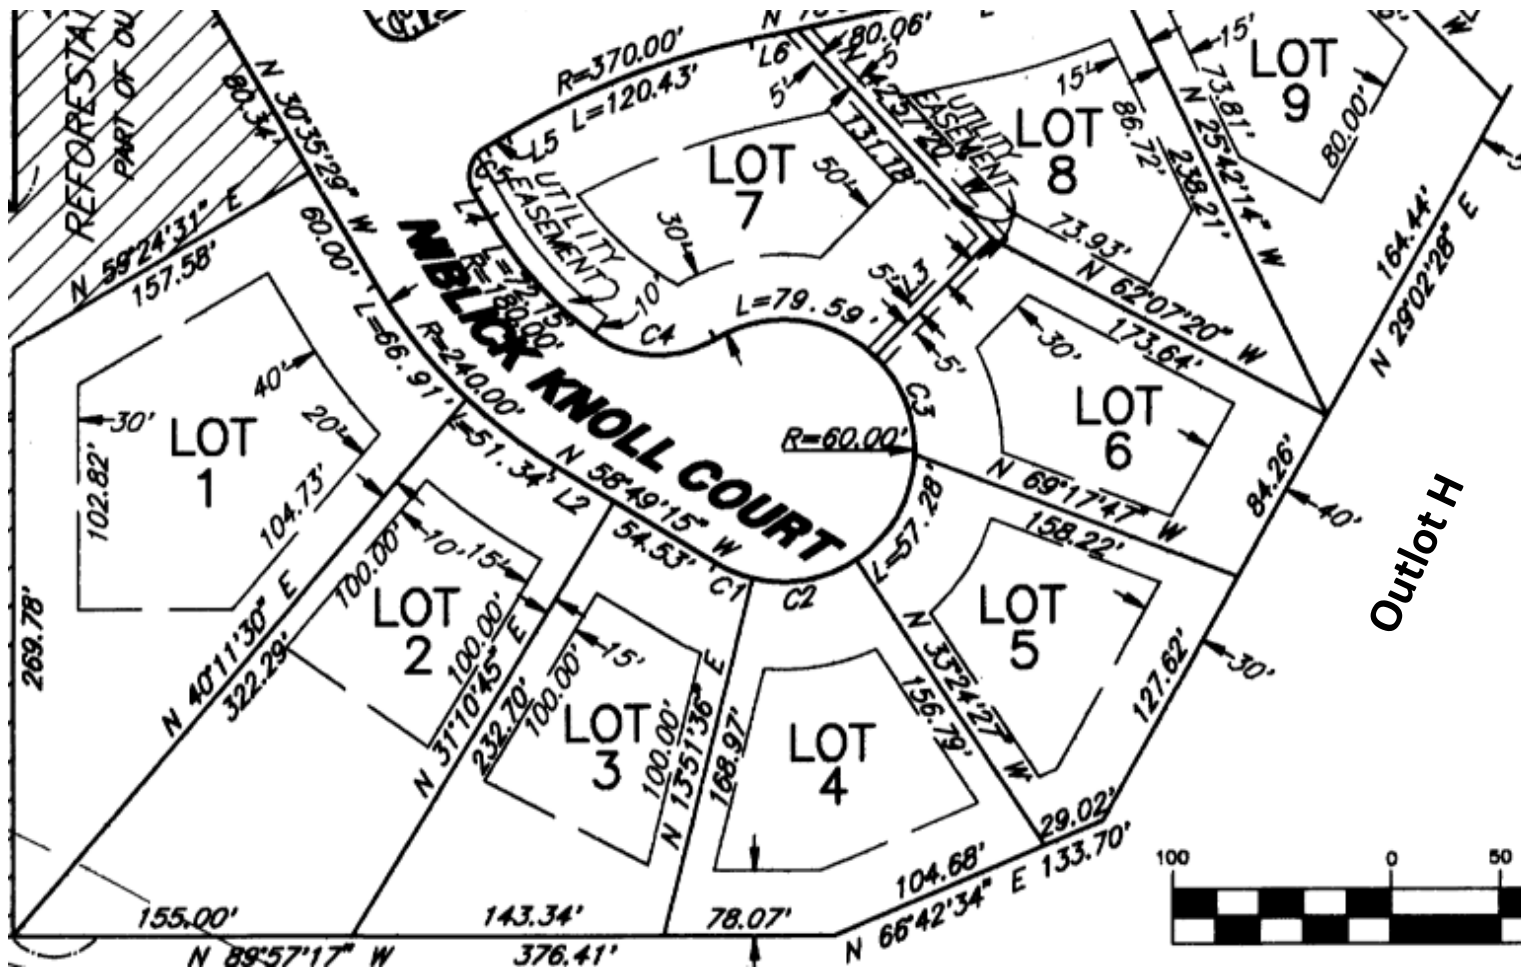 REFORESTA
PART OF OU
N 30°35'29" W
80.34'
60.00'
N 59°24'31" E
157.58'
R=370.00'
L=120.43'
L6
80.06'
5'
5'
131.18'
L5
UTILITY
EASEMENT
L4
L=72.15'
R=180.00'
10'
C4
LOT
7
50'
30'
L=79.59'
5'
L3
5'
UTILITY
EASEMENT
LOT
8
15'
86.72'
73.93'
N 25°42'14" W
238.21'
15'
73.81'
LOT
9
80.00'
164.44'
N 29°02'28" E
N 62°07'20" W
173.64'
NIBLICK KNOLL COURT
L=66.91'
R=240.00'
L=51.34'
L2
N 58°49'15" W
54.53'
C1
C2
C3
R=60.00'
L=57.28'
LOT
1
30'
40'
20'
102.82'
104.73'
269.78'
N 40°11'30" E
322.29'
LOT
2
100.00'
10'
15'
100.00'
N 31°10'45" E
232.70'
LOT
3
15'
100.00'
100.00'
N 13°51'36" E
168.97'
LOT
4
N 33°24'27" W
156.79'
LOT
5
N 69°17'47" W
158.22'
LOT
6
30'
84.26'
40'
127.62'
30'
Outlot H
29.02'
104.68'
N 66°42'34" E 133.70'
155.00'
143.34'
78.07'
N 89°57'17" W
376.41'
100
0
50